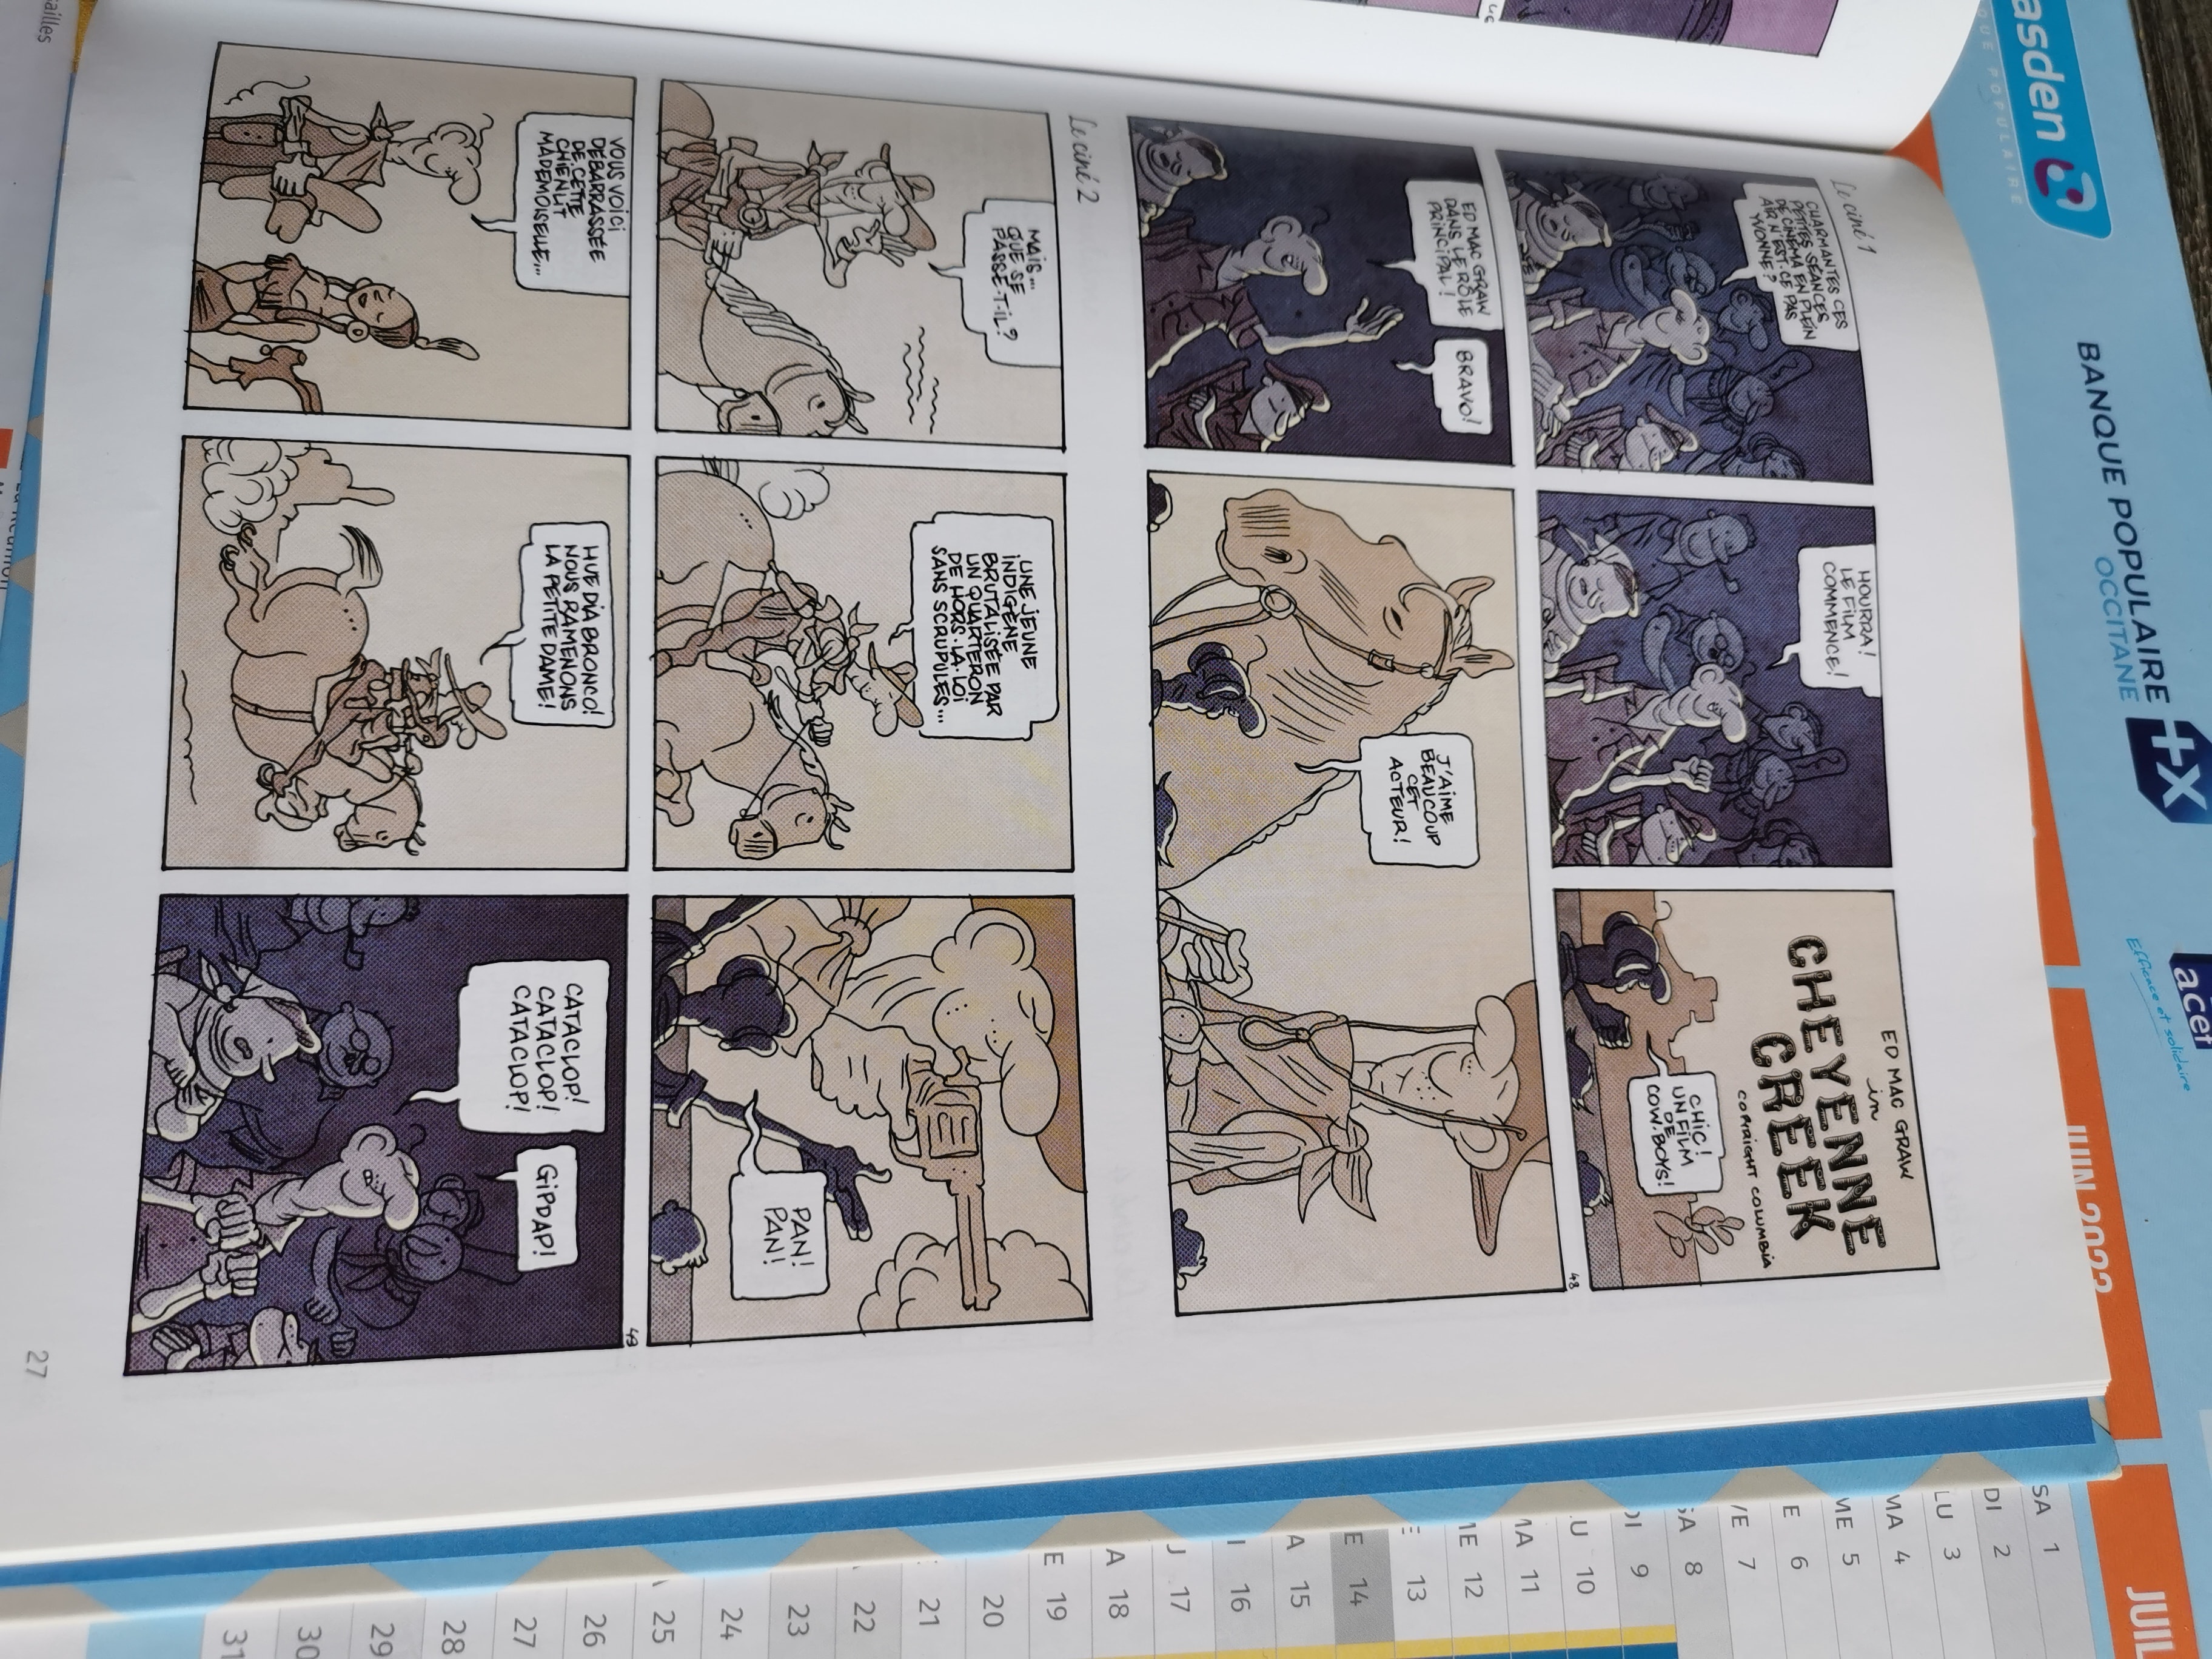 Le ciné 1
CHARMANTES CES
PETITES SÉANCES
DE CINÉMA EN PLEIN
AIR N'EST-CE PAS
YVONNE ?
HOURRA!
LE FILM
COMMENCE!
ED MAC GRAW
in
CHEYENNE
CREEK
COPYRIGHT COLUMBIA
CHIC!
UN FILM
DE
COW-BOYS!
48
ED MAC GRAW
DANS LE RÔLE
PRINCIPAL!
BRAVO!
J'AIME
BEAUCOUP
CET
ACTEUR!
Le ciné 2
MAIS...
QUE SE
PASSE-T-IL?
UNE JEUNE
INDIGÈNE
BRUTALISÉE PAR
UN QUARTERON
DE HORS-LA-LOI
SANS SCRUPULES...
PAN!
PAN!
49
VOUS VOICI
DÉBARRASSÉE
DE CETTE
CHIENLIT
MADEMOISELLE...
HUE DIA BRONCO!
NOUS RAMENONS
LA PETITE DAME!
CATACLOP!
CATACLOP!
CATACLOP!
GIPDAP!
27
asden
QUE POPULAIRE
BANQUE POPULAIRE
OCCITANE
+X
acef
Efficace et solidaire
JUIN 2023
JUIL
SA 1
DI 2
LU 3
MA 4
ME 5
E 6
VE 7
SA 8
DI 9
LU 10
MA 11
ME 12
13
E 14
A 15
I 16
J 17
A 18
E 19
20
21
22
23
24
25
26
27
28
29
30
31
ailles
La Réunion